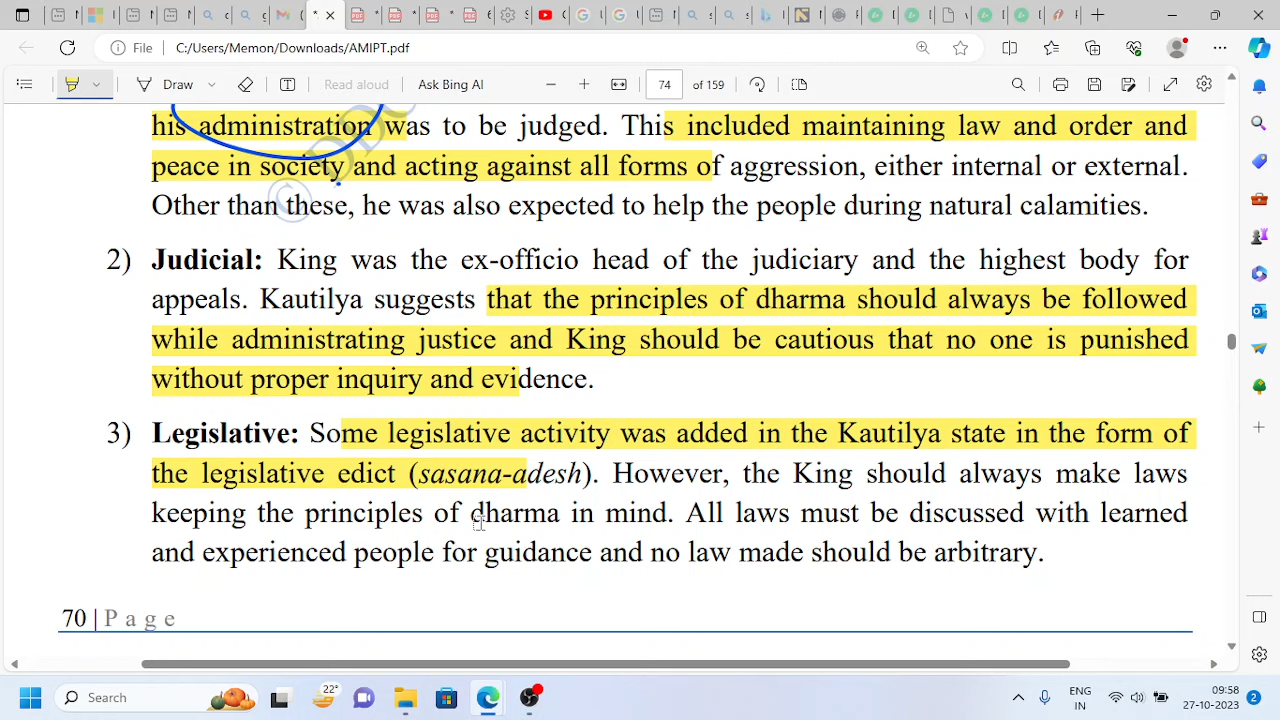 File
C:/Users/Memon/Downloads/AMIPT.pdf
Draw
Read aloud
Ask Bing AI
74 of 159
his administration was to be judged. This included maintaining law and order and
peace in society and acting against all forms of aggression, either internal or external.
Other than these, he was also expected to help the people during natural calamities.
2) Judicial: King was the ex-officio head of the judiciary and the highest body for
appeals. Kautilya suggests that the principles of dharma should always be followed
while administrating justice and King should be cautious that no one is punished
without proper inquiry and evidence.
3) Legislative: Some legislative activity was added in the Kautilya state in the form of
the legislative edict (sasana-adesh). However, the King should always make laws
keeping the principles of dharma in mind. All laws must be discussed with learned
and experienced people for guidance and no law made should be arbitrary.
70 | P a g e
Search
22°
ENG
IN
09:58
27-10-2023
2